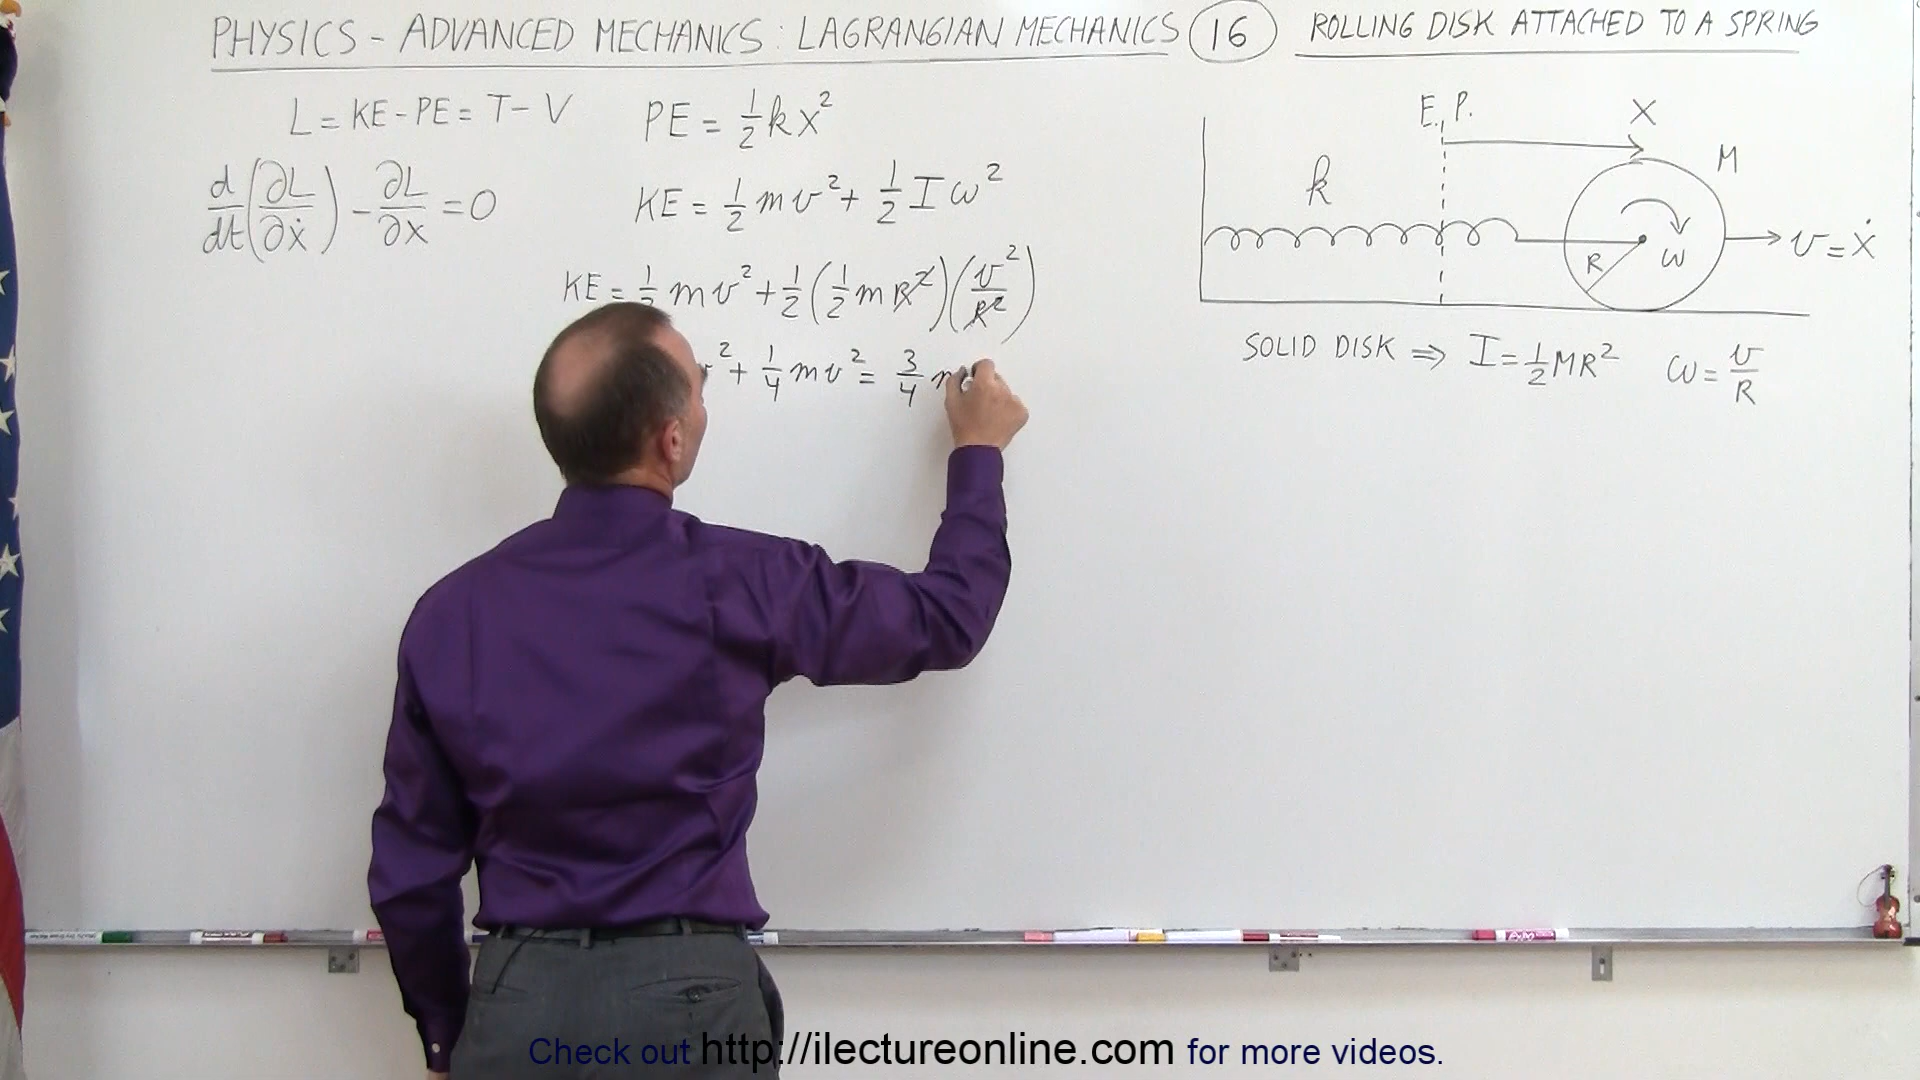 PHYSICS - ADVANCED MECHANICS: LAGRANGIAN MECHANICS 16 ROLLING DISK ATTACHED TO A SPRING
L = KE - PE = T - V
d/dt (∂L/∂ẋ) - ∂L/∂x = 0
PE = 1/2 k x²
KE = 1/2 m v² + 1/2 I ω²
KE = 1/2 m v² + 1/2 (1/2 m R²)(v²/R²)
² + 1/4 m v² = 3/4 m
E.P. X
M
k
R ω
v = ẋ
SOLID DISK ⇒ I = 1/2 MR² ω = v/R
Check out http://ilectureonline.com for more videos.